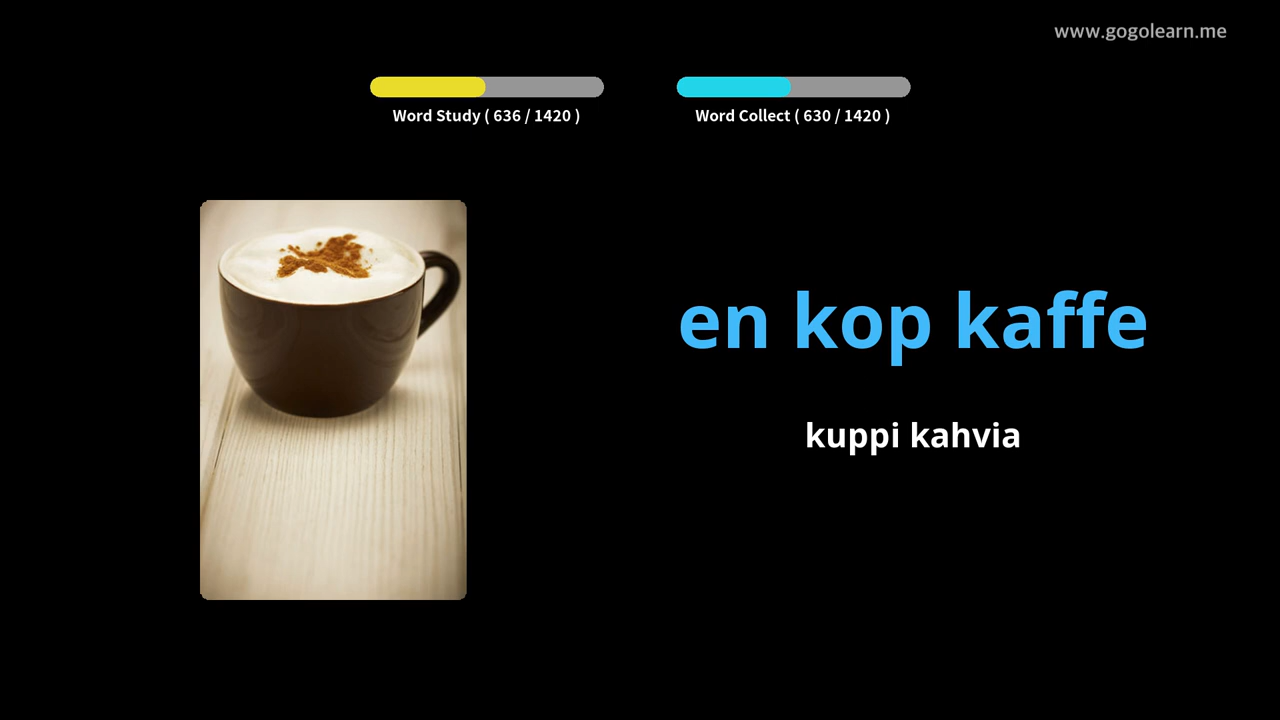 www.gogolearn.me
Word Study ( 636 / 1420 )
Word Collect ( 630 / 1420 )
en kop kaffe
kuppi kahvia